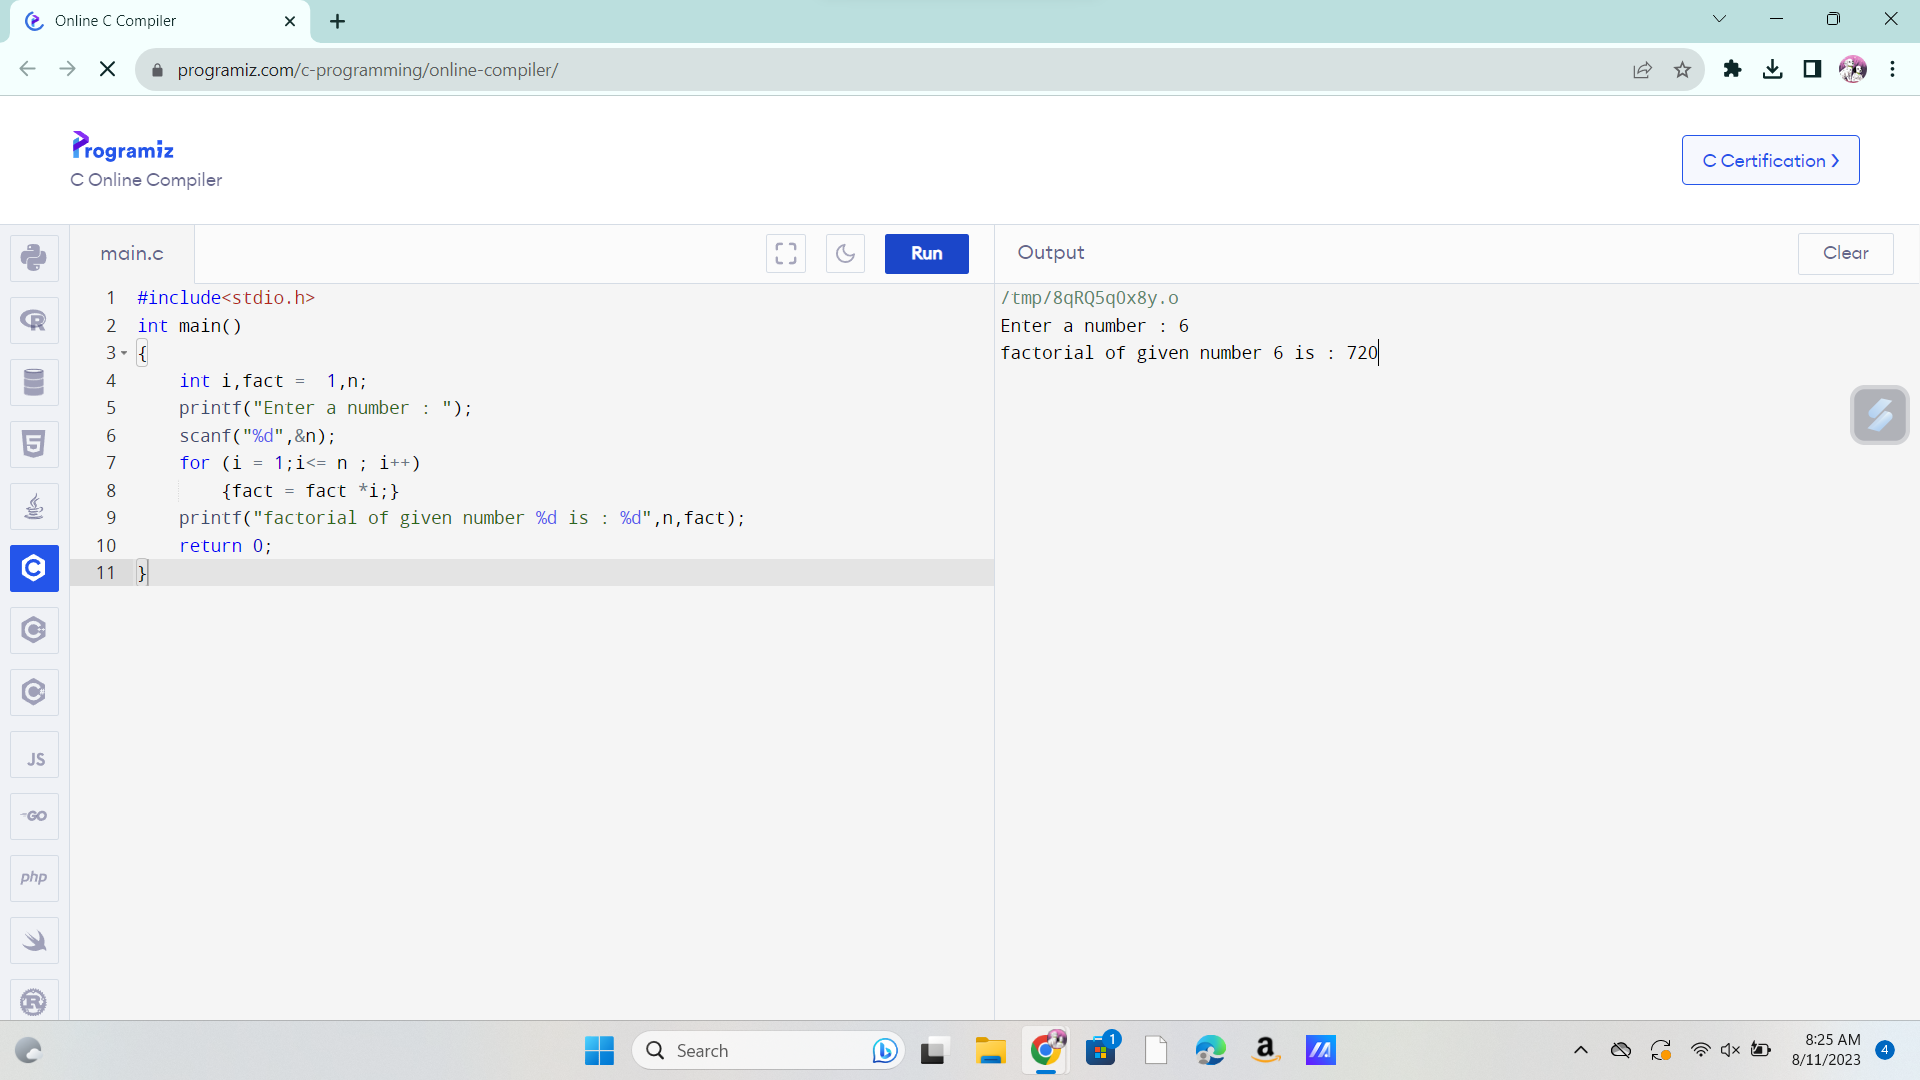 Online C Compiler
programiz.com/c-programming/online-compiler/
Programiz
C Online Compiler
C Certification
main.c
Run
Output
Clear
1 #include<stdio.h>
2 int main()
3 {
4 int i,fact =  1,n;
5 printf("Enter a number : ");
6 scanf("%d",&n);
7 for (i = 1;i<= n ; i++)
8 {fact = fact *i;}
9 printf("factorial of given number %d is : %d",n,fact);
10 return 0;
11 }
/tmp/8qRQ5q0x8y.o
Enter a number : 6
factorial of given number 6 is : 720
R
5
C
C
C
JS
GO
php
R
Search
b
1
a
8:25 AM
8/11/2023
4